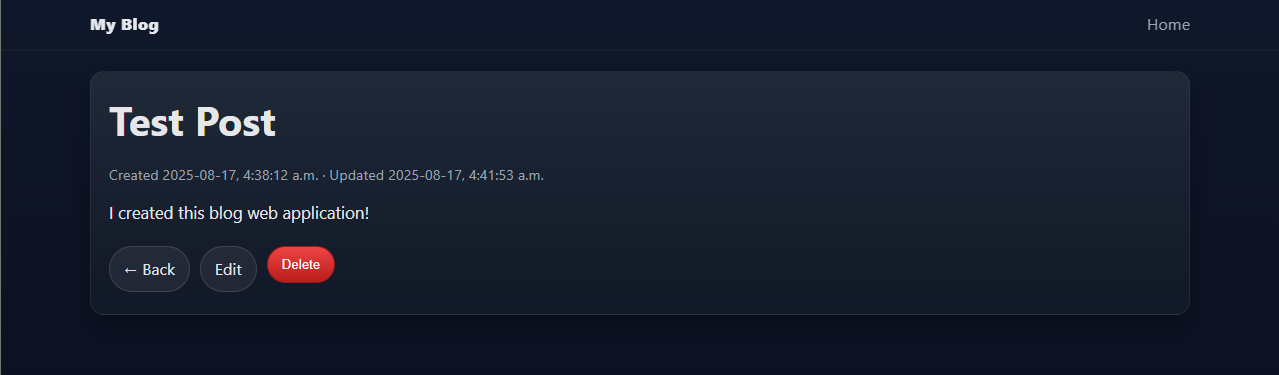 My Blog
Home
Test Post
Created 2025-08-17, 4:38:12 a.m. · Updated 2025-08-17, 4:41:53 a.m.
I created this blog web application!
← Back
Edit
Delete